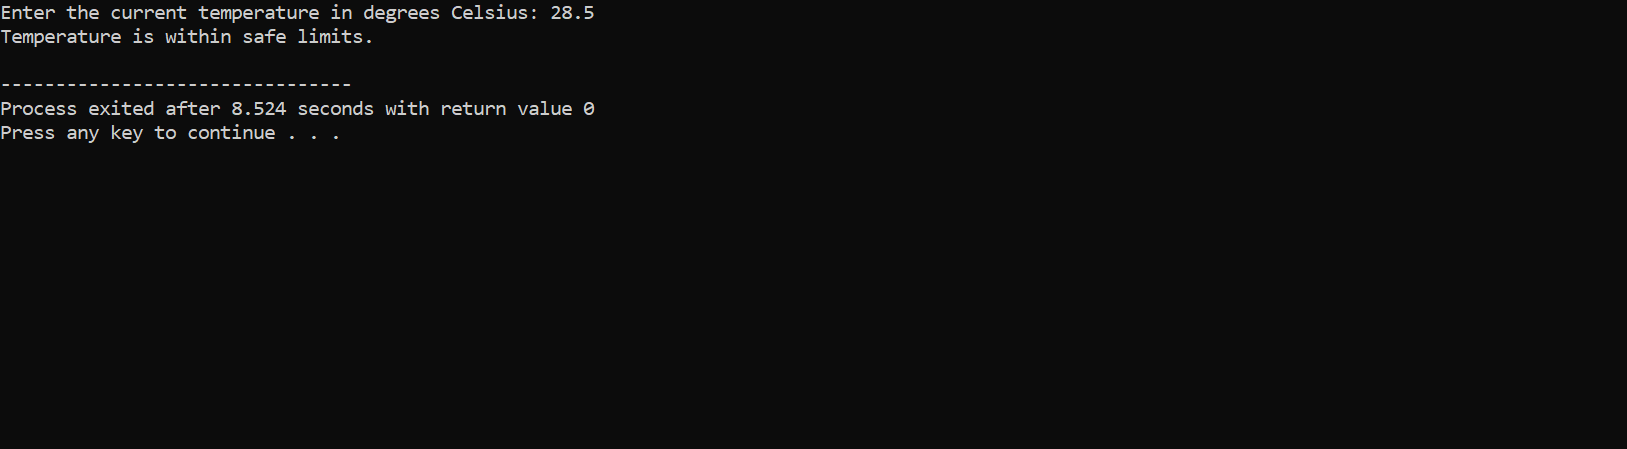 Enter the current temperature in degrees Celsius: 28.5
Temperature is within safe limits.
--------------------------------
Process exited after 8.524 seconds with return value 0
Press any key to continue . . .